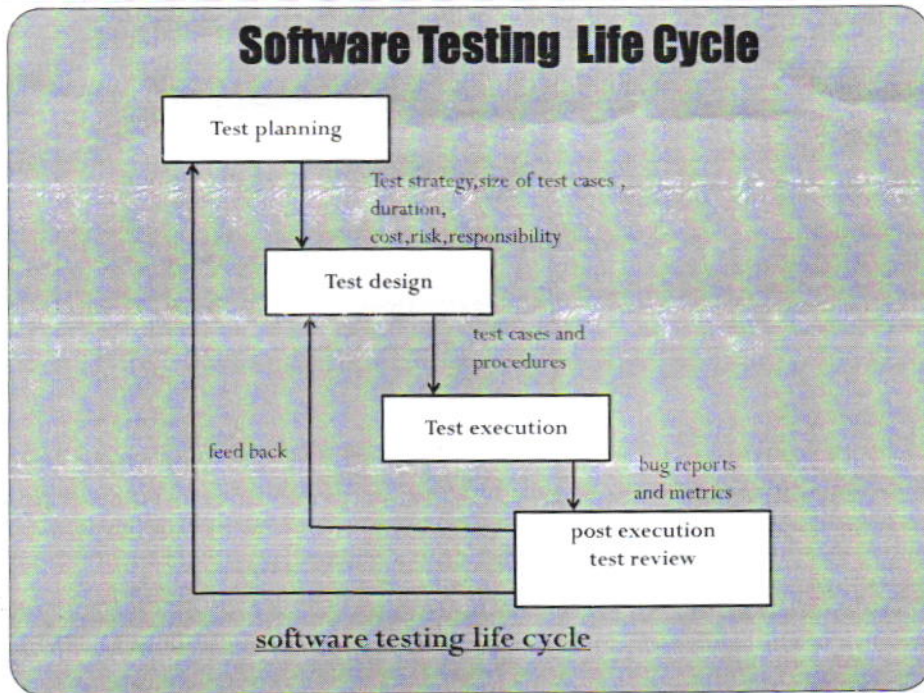 Software Testing Life Cycle
Test planning
Test strategy,size of test cases ,
duration,
cost,risk,responsibility
Test design
test cases and
procedures
Test execution
feed back
bug reports
and metrics
post execution
test review
software testing life cycle